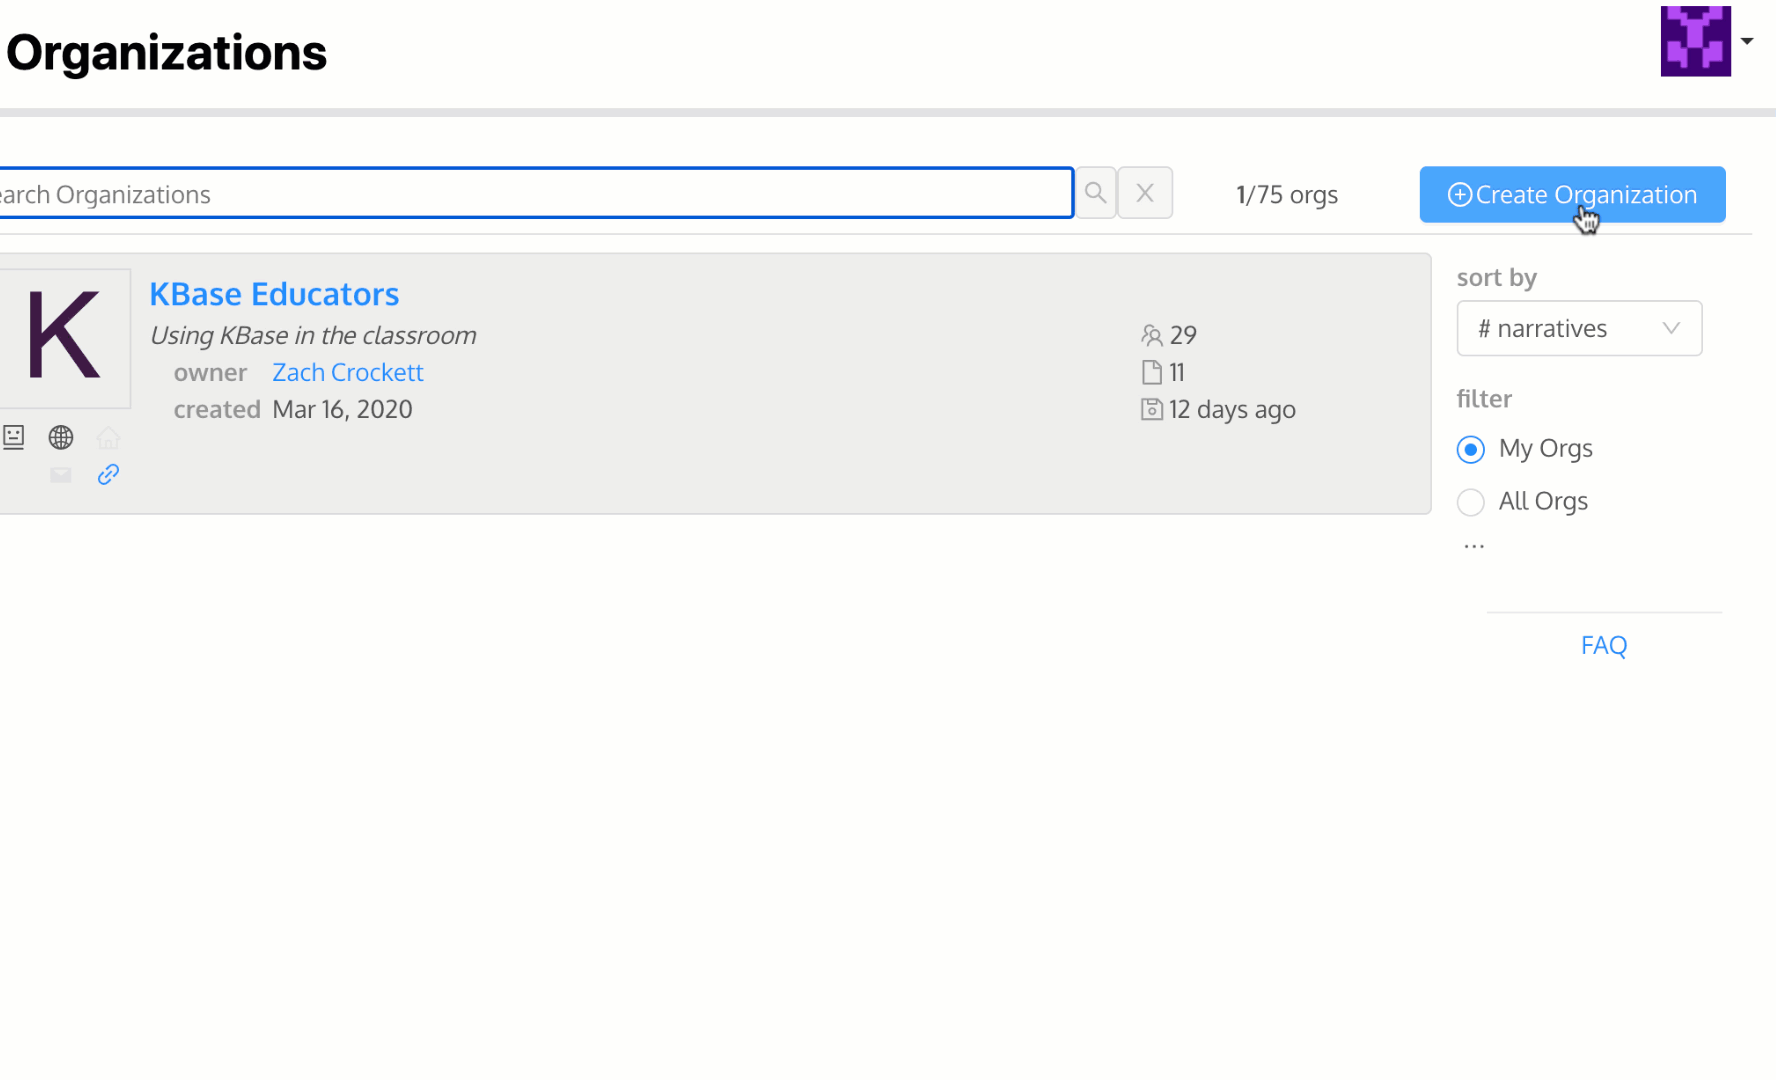 Organizations
earch Organizations
1/75 orgs
Create Organization
K
KBase Educators
Using KBase in the classroom
owner Zach Crockett
created Mar 16, 2020
29
11
12 days ago
sort by
# narratives
filter
My Orgs
All Orgs
...
FAQ